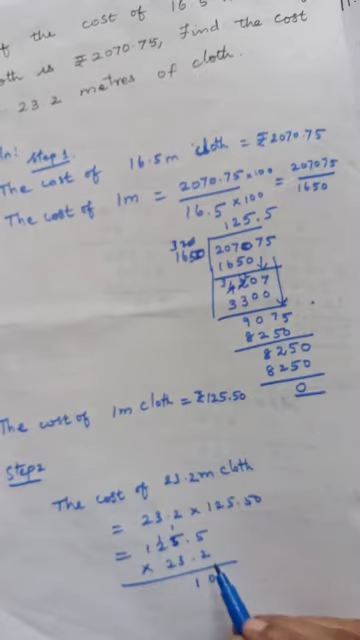 the cost of 16.5
is ₹2070.75, Find the cost
23.2 metres of cloth.
Step 1
The cost of 16.5m cloth = ₹2070.75
The cost of 1m = 2070.75 × 100 / 16.5 × 100 = 207075 / 1650
125.5
1650 207075
1650
4207
3300
9075
8250
8250
8250
0
The cost of 1m cloth = ₹125.50
Step 2
The cost of 23.2m cloth
= 23.2 × 125.50
= 125.5
× 23.2
10